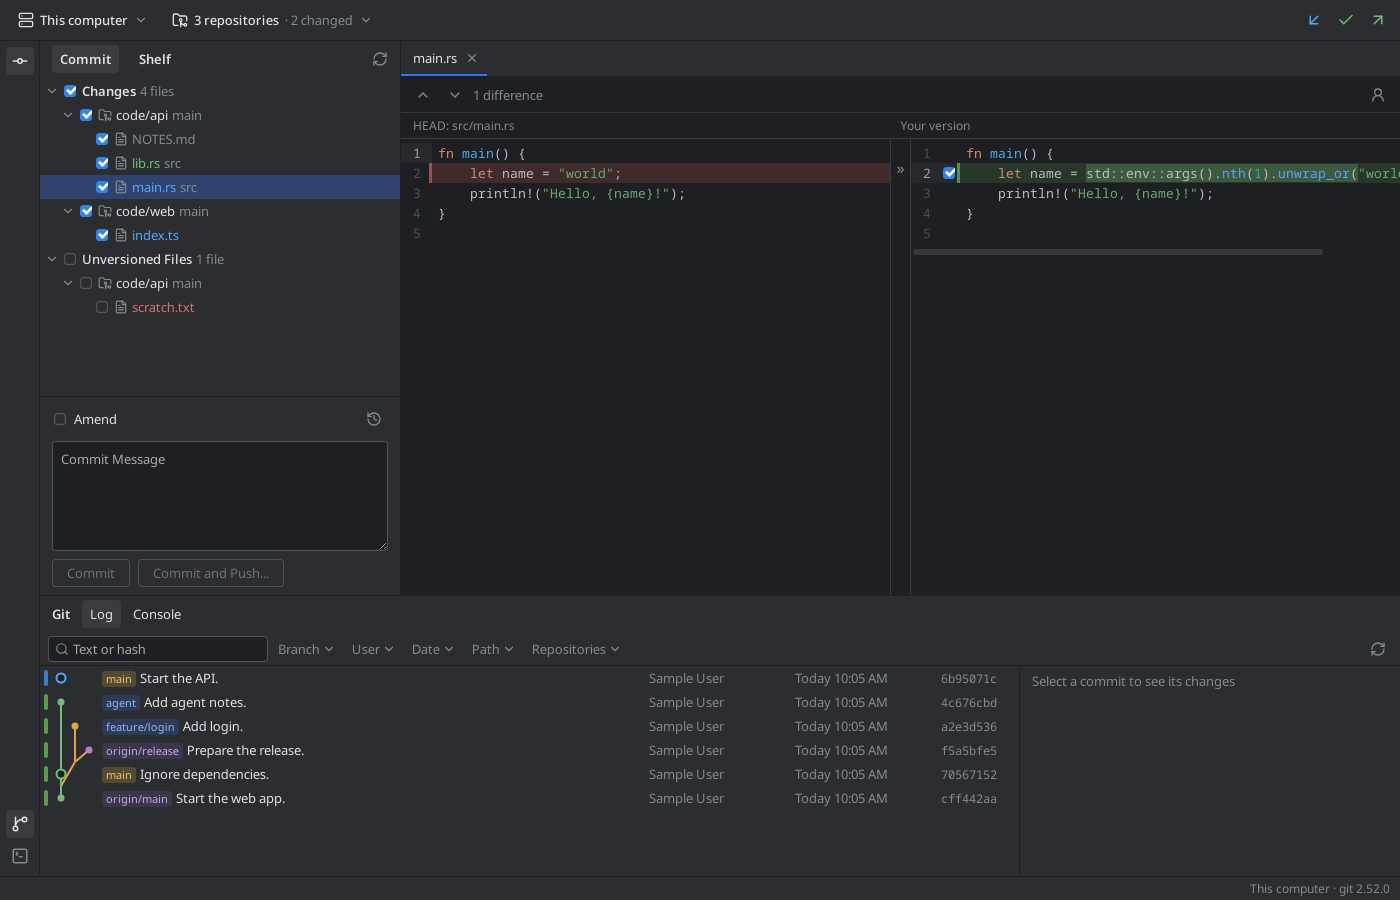 This computer 3 repositories · 2 changed
Commit Shelf
Changes 4 files
code/api main
NOTES.md
lib.rs src
main.rs src
code/web main
index.ts
Unversioned Files 1 file
code/api main
scratch.txt
Amend
Commit Message
Commit Commit and Push...
main.rs
1 difference
HEAD: src/main.rs
1 fn main() {
2 let name = "world";
3 println!("Hello, {name}!");
4 }
5
»
Your version
1 fn main() {
2 let name = std::env::args().nth(1).unwrap_or("worl
3 println!("Hello, {name}!");
4 }
5
Git Log Console
Text or hash Branch User Date Path Repositories
main Start the API. Sample User Today 10:05 AM 6b95071c
agent Add agent notes. Sample User Today 10:05 AM 4c676cbd
feature/login Add login. Sample User Today 10:05 AM a2e3d536
origin/release Prepare the release. Sample User Today 10:05 AM f5a5bfe5
main Ignore dependencies. Sample User Today 10:05 AM 70567152
origin/main Start the web app. Sample User Today 10:05 AM cff442aa
Select a commit to see its changes
This computer · git 2.52.0